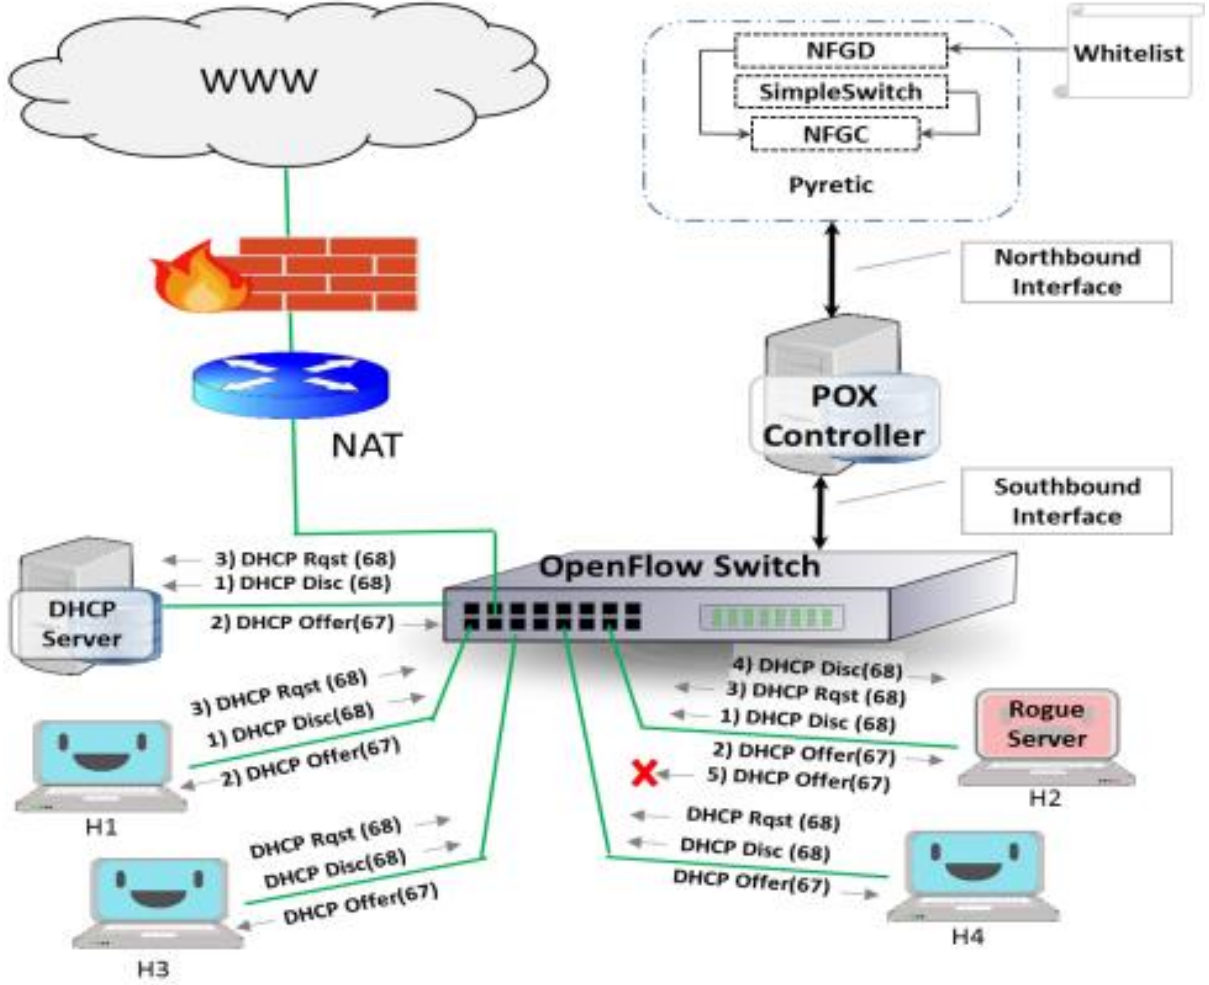 WWW
NFGD
SimpleSwitch
NFGC
Pyretic
Whitelist
Northbound
Interface
POX
Controller
Southbound
Interface
NAT
OpenFlow Switch
3) DHCP Rqst (68)
1) DHCP Disc (68)
DHCP
Server
2) DHCP Offer(67)
3) DHCP Rqst (68)
1) DHCP Disc(68)
2) DHCP Offer(67)
H1
DHCP Rqst (68)
DHCP Disc(68)
DHCP Offer(67)
H3
4) DHCP Disc(68)
3) DHCP Rqst (68)
1) DHCP Disc (68)
2) DHCP Offer(67)
5) DHCP Offer(67)
Rogue
Server
H2
DHCP Rqst (68)
DHCP Disc (68)
DHCP Offer(67)
H4